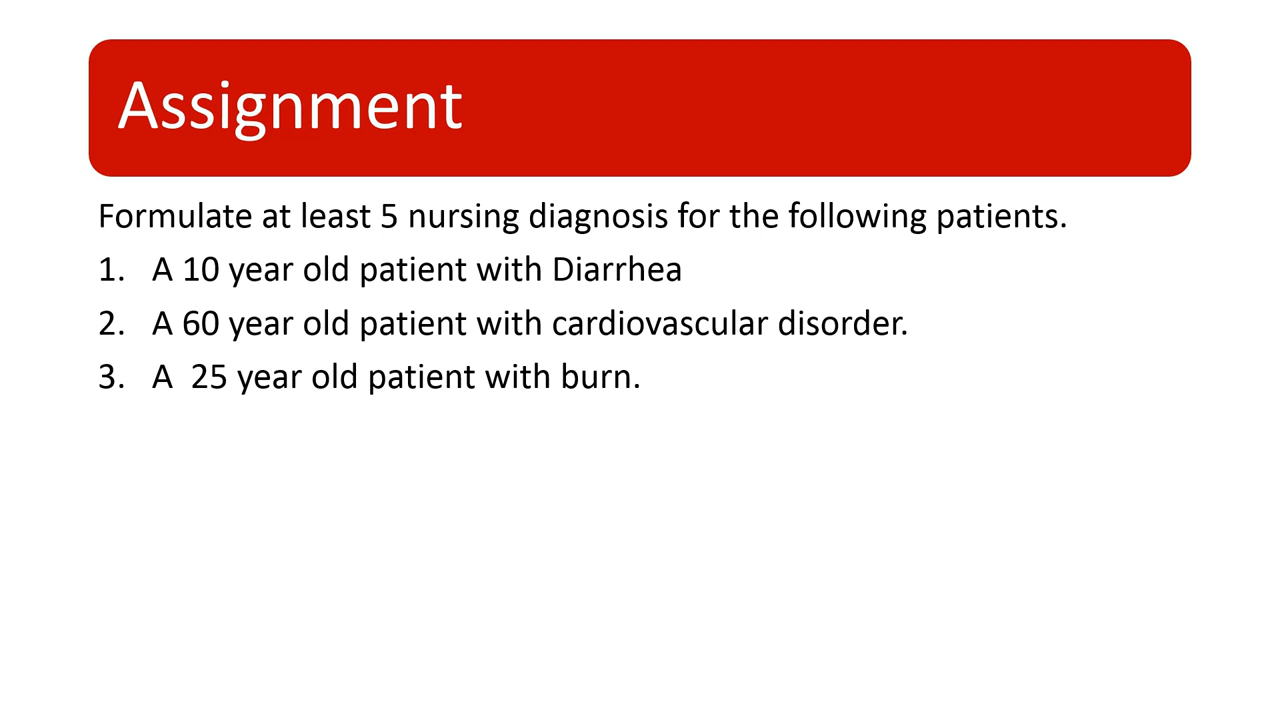 Assignment
Formulate at least 5 nursing diagnosis for the following patients.
1. A 10 year old patient with Diarrhea
2. A 60 year old patient with cardiovascular disorder.
3. A  25 year old patient with burn.